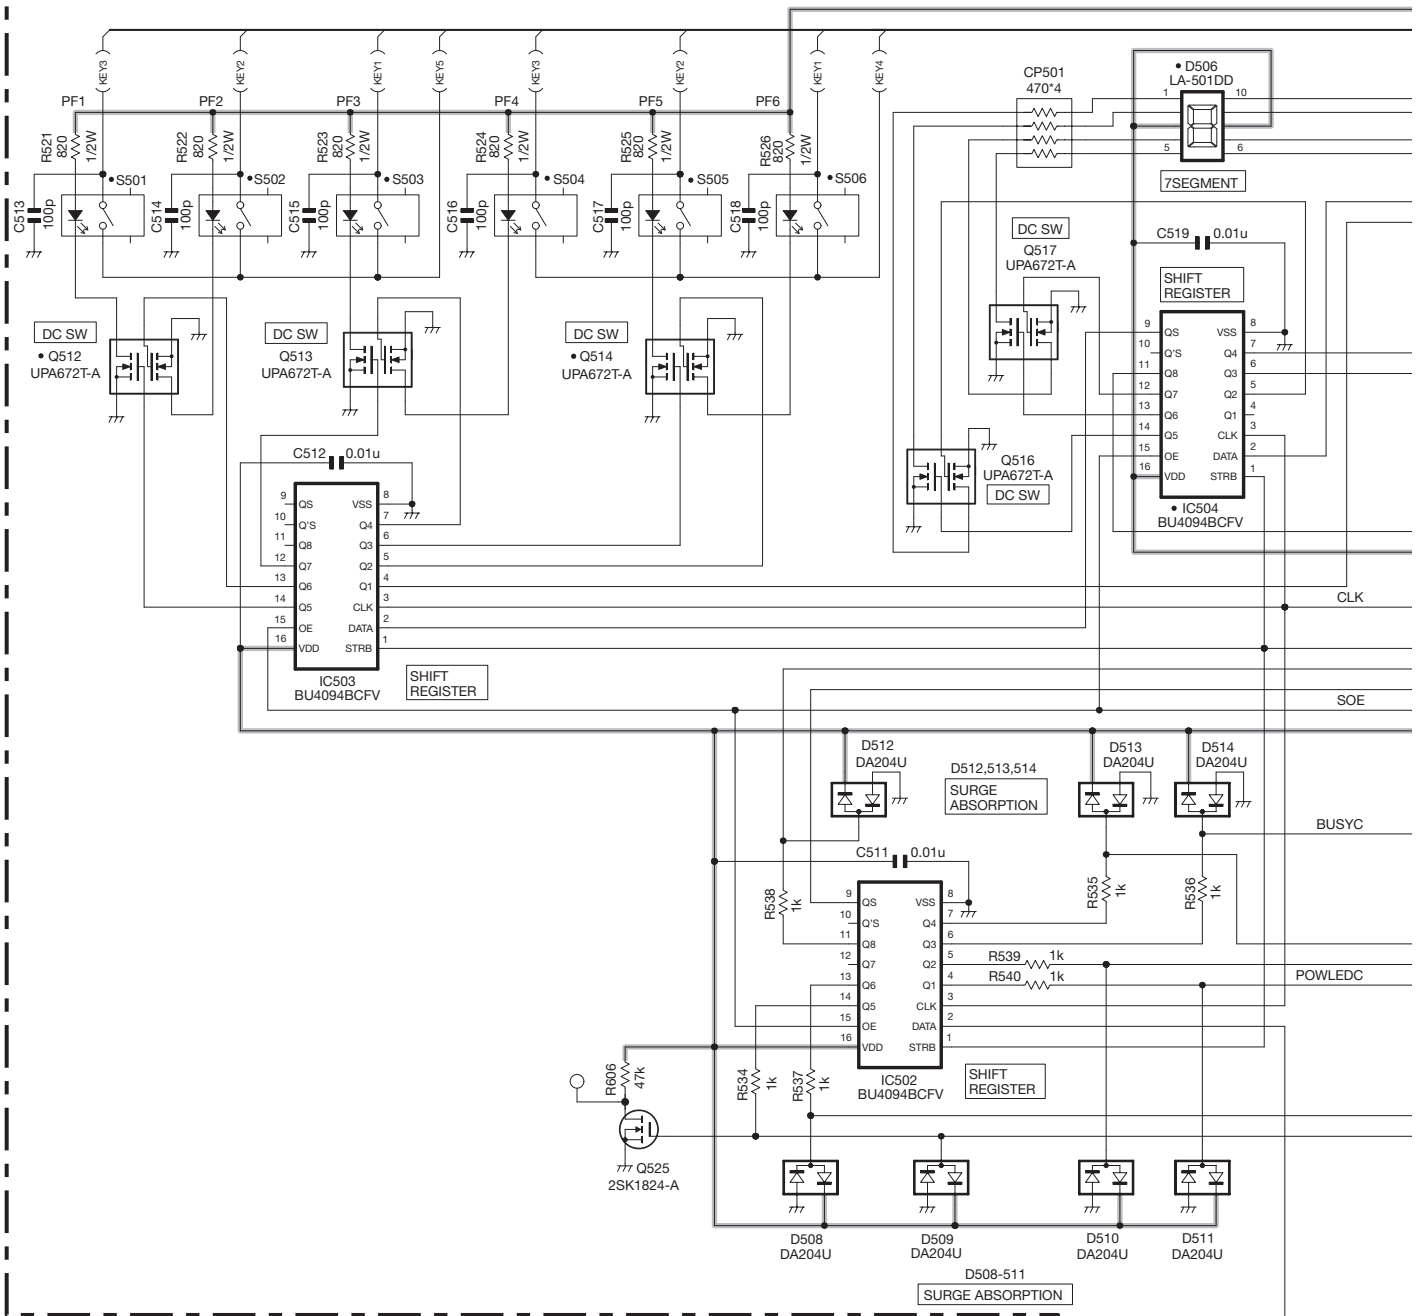 KEY3
KEY2
KEY1
KEY5
KEY3
KEY2
KEY1
KEY4
PF1
PF2
PF3
PF4
PF5
PF6
R521
820
1/2W
R522
820
1/2W
R523
820
1/2W
R524
820
1/2W
R525
820
1/2W
R526
820
1/2W
S501
S502
S503
S504
S505
S506
C513
100p
C514
100p
C515
100p
C516
100p
C517
100p
C518
100p
CP501
470*4
D506
LA-501DD
1
10
5
6
7SEGMENT
DC SW
Q512
UPA672T-A
DC SW
Q513
UPA672T-A
DC SW
Q514
UPA672T-A
DC SW
Q517
UPA672T-A
Q516
UPA672T-A
DC SW
C519
0.01u
SHIFT
REGISTER
9 QS VSS 8
10 Q'S Q4 7
11 Q8 Q3 6
12 Q7 Q2 5
13 Q6 Q1 4
14 Q5 CLK 3
15 OE DATA 2
16 VDD STRB 1
IC504
BU4094BCFV
C512
0.01u
9 QS VSS 8
10 Q'S Q4 7
11 Q8 Q3 6
12 Q7 Q2 5
13 Q6 Q1 4
14 Q5 CLK 3
15 OE DATA 2
16 VDD STRB 1
IC503
BU4094BCFV
SHIFT
REGISTER
CLK
SOE
D512
DA204U
D512,513,514
SURGE
ABSORPTION
D513
DA204U
D514
DA204U
BUSYC
C511
0.01u
R538
1k
R535
1k
R536
1k
9 QS VSS 8
10 Q'S Q4 7
11 Q8 Q3 6
12 Q7 Q2 5
13 Q6 Q1 4
14 Q5 CLK 3
15 OE DATA 2
16 VDD STRB 1
R539
1k
R540
1k
POWLEDC
IC502
BU4094BCFV
SHIFT
REGISTER
R606
47k
R534
1k
R537
1k
Q525
2SK1824-A
D508
DA204U
D509
DA204U
D510
DA204U
D511
DA204U
D508-511
SURGE ABSORPTION